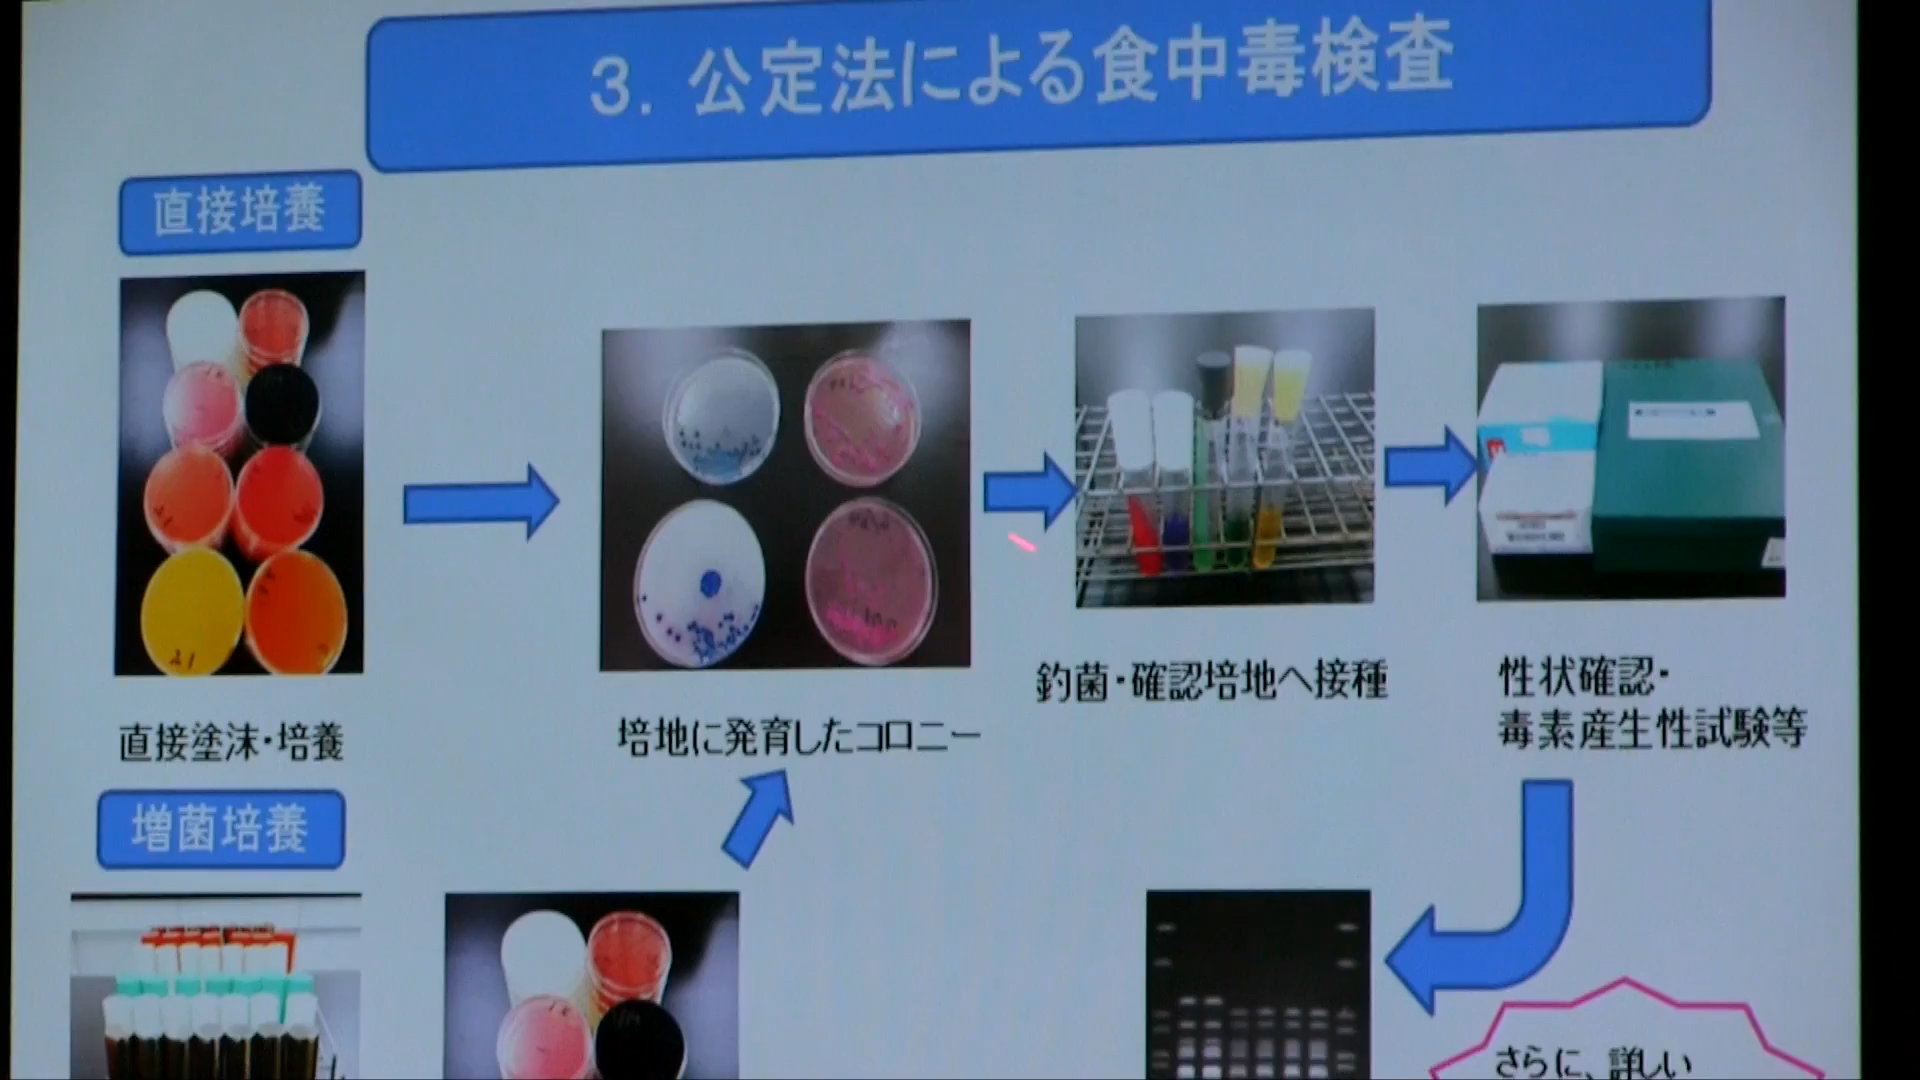 3. 公定法による食中毒検査
直接培養
直接塗沫・培養
培地に発育したコロニー
釣菌・確認培地へ接種
性状確認・
毒素産生性試験等
増菌培養
さらに、詳しい